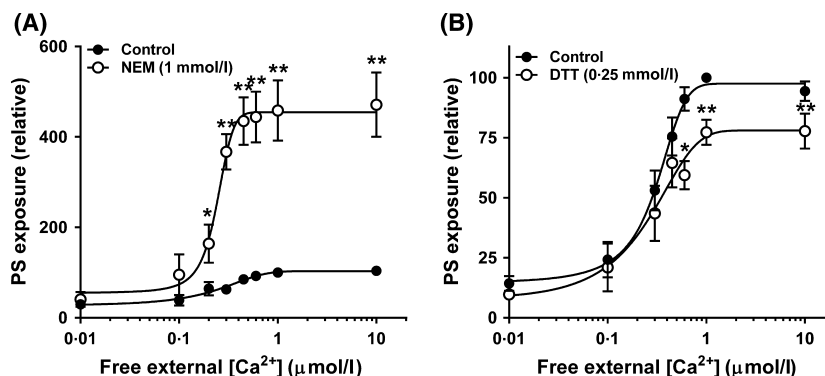 (A)
Control
NEM (1 mmol/l)
PS exposure (relative)
600
400
200
0
*
**
**
**
**
**
0·01
0·1
1
10
Free external [Ca²⁺] (μmol/l)
(B)
Control
DTT (0·25 mmol/l)
PS exposure (relative)
100
75
50
25
0
*
**
**
0·01
0·1
1
10
Free external [Ca²⁺] (μmol/l)